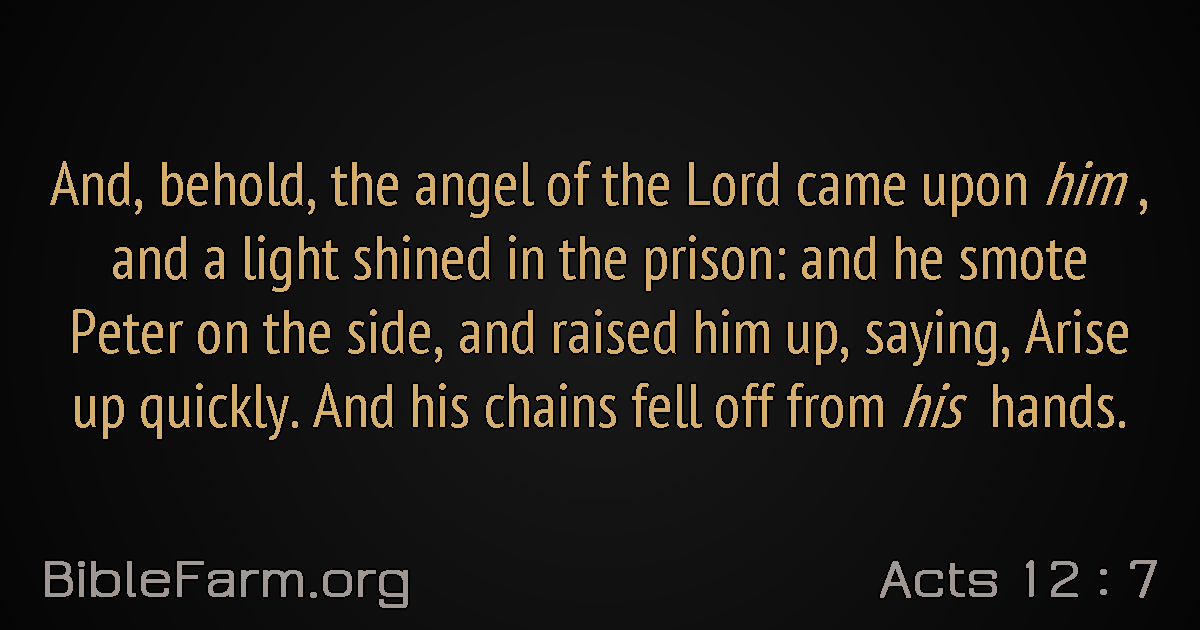 And, behold, the angel of the Lord came upon him ,
and a light shined in the prison: and he smote
Peter on the side, and raised him up, saying, Arise
up quickly. And his chains fell off from his hands.
BibleFarm.org
Acts 12 : 7